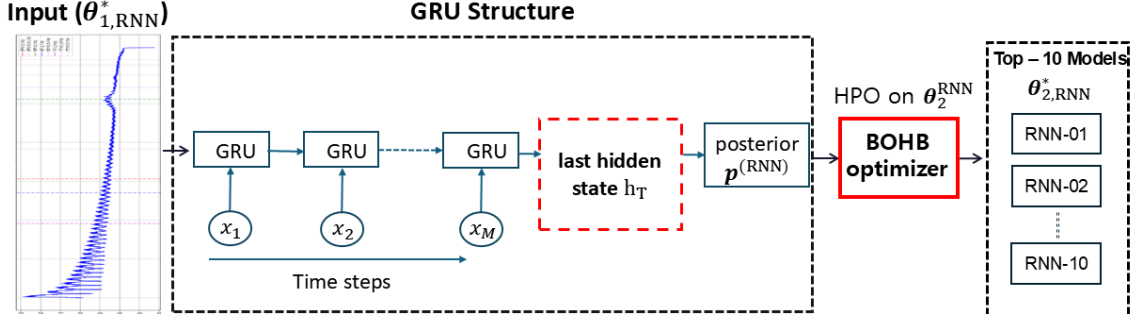 Input (θ*1,RNN)
GRU Structure
GRU
GRU
GRU
x1
x2
xM
Time steps
last hidden
state hT
posterior
p(RNN)
HPO on θ2RNN
BOHB
optimizer
Top – 10 Models
θ*2,RNN
RNN-01
RNN-02
RNN-10